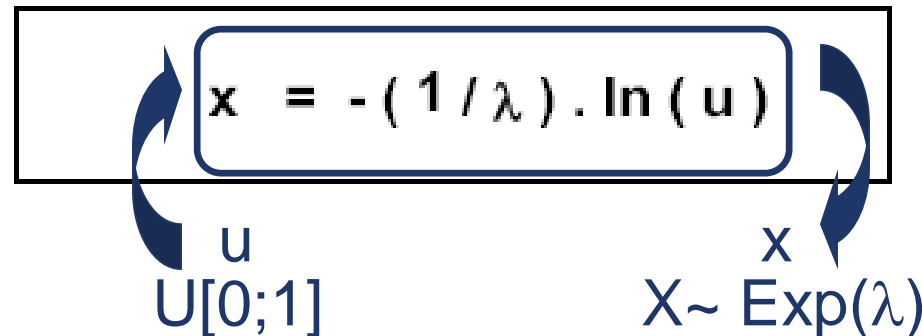 x = - ( 1 / λ ) . ln ( u )
u x
U[0;1] X~ Exp(λ)